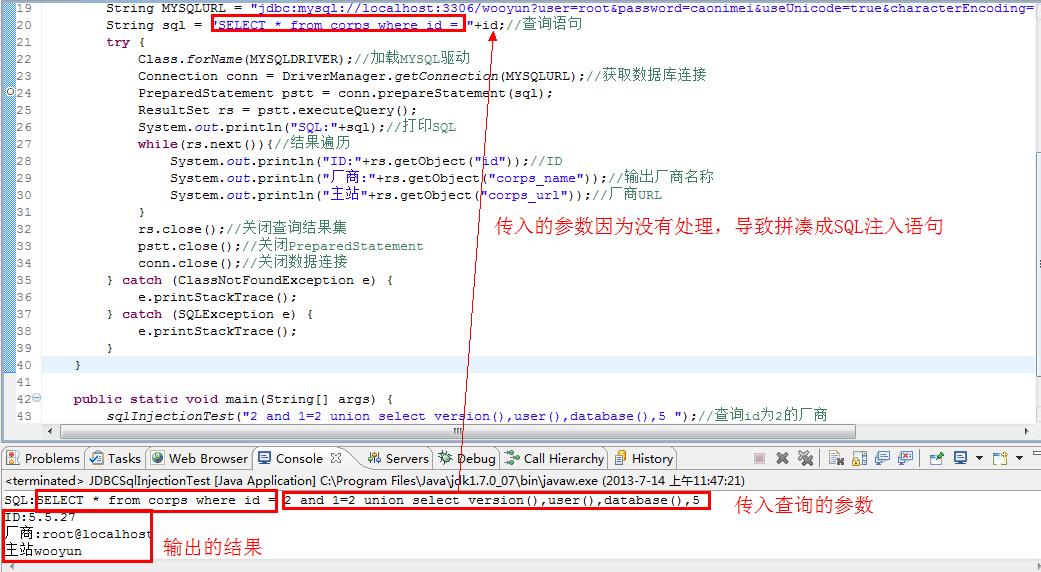 19 String MYSQLURL = "jdbc:mysql://localhost:3306/wooyun?user=root&password=caonimei&useUnicode=true&characterEncoding=
20 String sql = "SELECT * from corps where id = "+id;//查询语句
21 try {
22 Class.forName(MYSQLDRIVER);//加载MYSQL驱动
23 Connection conn = DriverManager.getConnection(MYSQLURL);//获取数据库连接
24 PreparedStatement pstt = conn.prepareStatement(sql);
25 ResultSet rs = pstt.executeQuery();
26 System.out.println("SQL:"+sql);//打印SQL
27 while(rs.next()){//结果遍历
28 System.out.println("ID:"+rs.getObject("id"));//ID
29 System.out.println("厂商:"+rs.getObject("corps_name"));//输出厂商名称
30 System.out.println("主站"+rs.getObject("corps_url"));//厂商URL
31 }
32 rs.close();//关闭查询结果集
传入的参数因为没有处理，导致拼凑成SQL注入语句
33 pstt.close();//关闭PreparedStatement
34 conn.close();//关闭数据连接
35 } catch (ClassNotFoundException e) {
36 e.printStackTrace();
37 } catch (SQLException e) {
38 e.printStackTrace();
39 }
40 }
41
42 public static void main(String[] args) {
43 sqlInjectionTest("2 and 1=2 union select version(),user(),database(),5 ");//查询id为2的厂商
Problems Tasks Web Browser Console Servers Debug Call Hierarchy History
<terminated> JDBCSqlInjectionTest [Java Application] C:\Program Files\Java\jdk1.7.0_07\bin\javaw.exe (2013-7-14 上午11:47:21)
SQL:SELECT * from corps where id = 2 and 1=2 union select version(),user(),database(),5
传入查询的参数
ID:5.5.27
厂商:root@localhost
主站wooyun
输出的结果